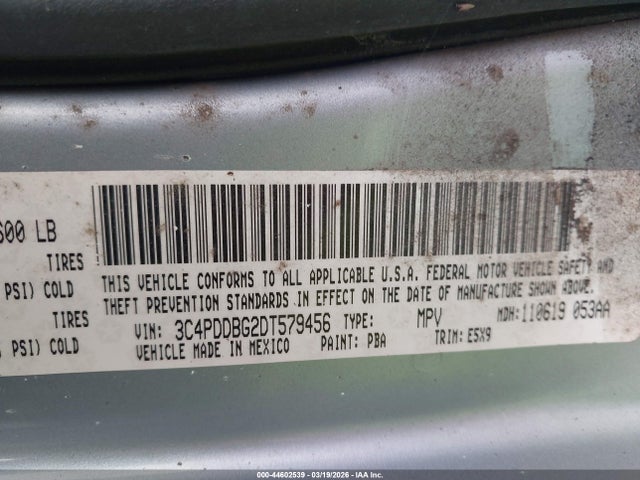 600 LB
TIRES
PSI) COLD
TIRES
PSI) COLD
THIS VEHICLE CONFORMS TO ALL APPLICABLE U.S.A. FEDERAL MOTOR VEHICLE SAFETY AND
THEFT PREVENTION STANDARDS IN EFFECT ON THE DATE OF MANUFACTURE SHOWN ABOVE.
VIN: 3C4PDDBG2DT579456 TYPE: MPV MDH: 110619 053AA
VEHICLE MADE IN MEXICO PAINT: PBA TRIM: E5X9
000-44602539 | 03/19/2026 | IAA Inc.